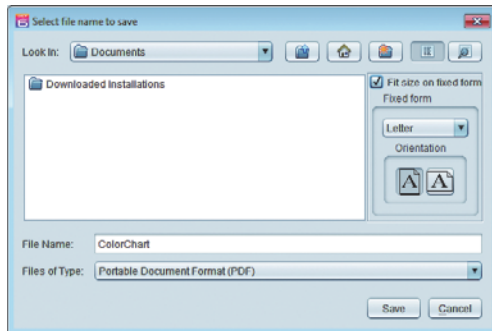 Select file name to save
Look In: Documents
Downloaded Installations
Fit size on fixed form
Fixed form
Letter
Orientation
A A
File Name: ColorChart
Files of Type: Portable Document Format (PDF)
Save Cancel